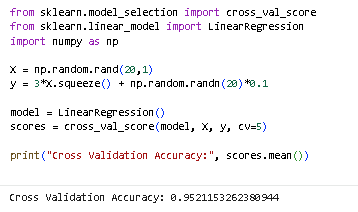 from sklearn.model_selection import cross_val_score
from sklearn.linear_model import LinearRegression
import numpy as np
X = np.random.rand(20,1)
y = 3*X.squeeze() + np.random.randn(20)*0.1
model = LinearRegression()
scores = cross_val_score(model, X, y, cv=5)
print("Cross Validation Accuracy:", scores.mean())
Cross Validation Accuracy: 0.9521153262380944